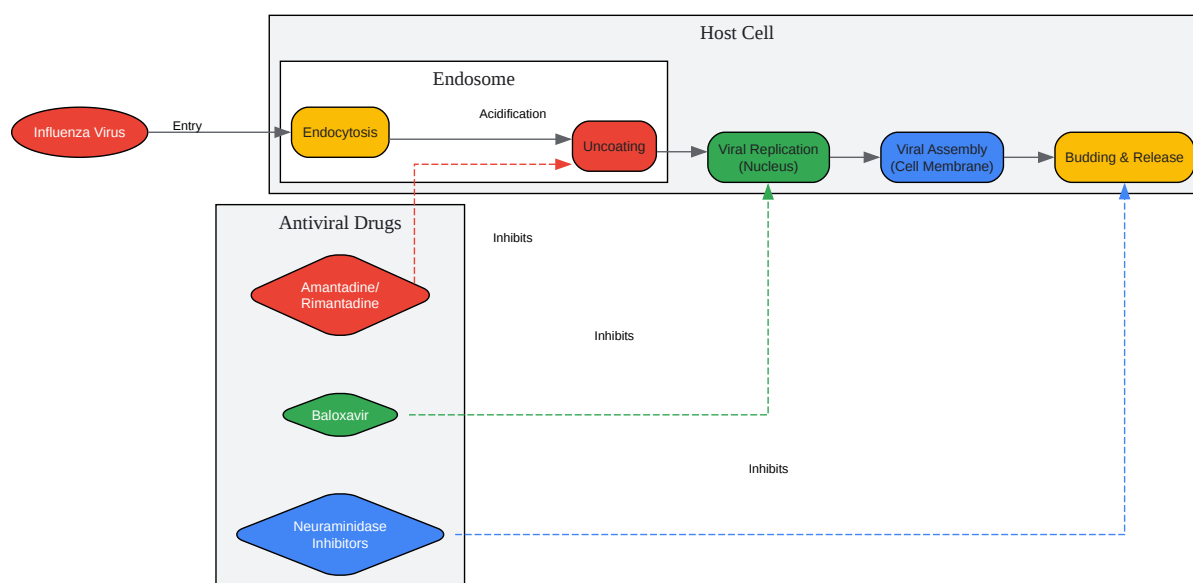 Host Cell
Endosome
Influenza Virus
Entry
Endocytosis
Acidification
Uncoating
Viral Replication
(Nucleus)
Viral Assembly
(Cell Membrane)
Budding & Release
Antiviral Drugs
Inhibits
Amantadine/
Rimantadine
Inhibits
Baloxavir
Inhibits
Neuraminidase
Inhibitors